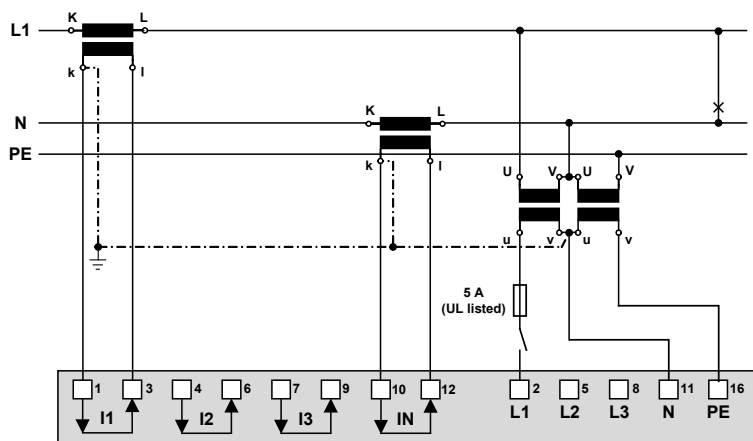 K L
L1
k l
K L
N
PE
k l
U V U V
u v u v
5 A
(UL listed)
1 3 4 6 7 9 10 12 2 5 8 11 16
I1 I2 I3 IN L1 L2 L3 N PE